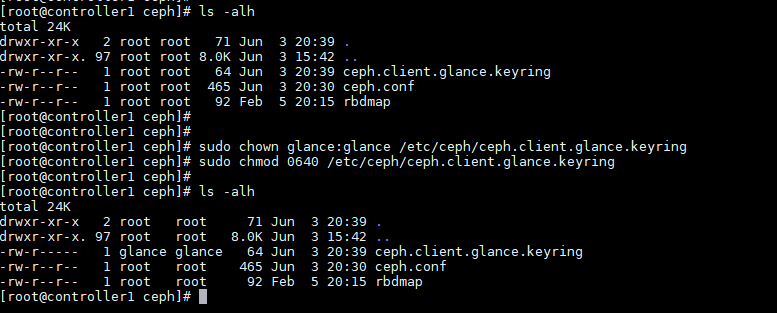 [root@controller1 ceph]# ls -alh
total 24K
drwxr-xr-x   2 root root   71 Jun  3 20:39 .
drwxr-xr-x. 97 root root 8.0K Jun  3 15:42 ..
-rw-r--r--   1 root root   64 Jun  3 20:39 ceph.client.glance.keyring
-rw-r--r--   1 root root  465 Jun  3 20:30 ceph.conf
-rw-r--r--   1 root root   92 Feb  5 20:15 rbdmap
[root@controller1 ceph]#
[root@controller1 ceph]#
[root@controller1 ceph]# sudo chown glance:glance /etc/ceph/ceph.client.glance.keyring
[root@controller1 ceph]# sudo chmod 0640 /etc/ceph/ceph.client.glance.keyring
[root@controller1 ceph]#
[root@controller1 ceph]# ls -alh
total 24K
drwxr-xr-x   2 root   root     71 Jun  3 20:39 .
drwxr-xr-x. 97 root   root   8.0K Jun  3 15:42 ..
-rw-r-----   1 glance glance   64 Jun  3 20:39 ceph.client.glance.keyring
-rw-r--r--   1 root   root    465 Jun  3 20:30 ceph.conf
-rw-r--r--   1 root   root     92 Feb  5 20:15 rbdmap
[root@controller1 ceph]#